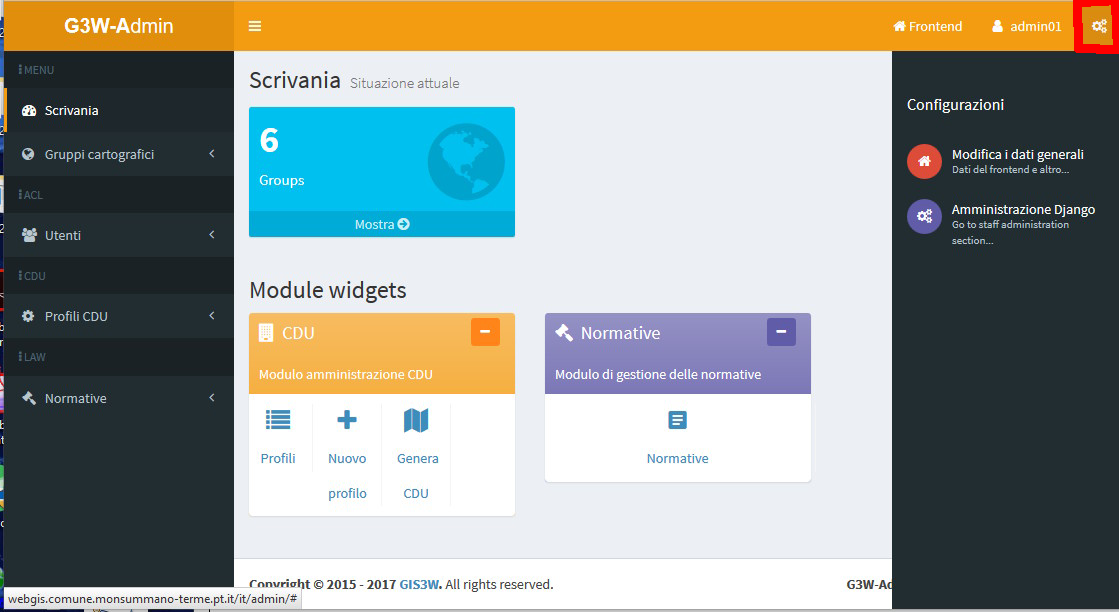 G3W-Admin
Frontend
admin01
MENU
Scrivania
Gruppi cartografici
ACL
Utenti
CDU
Profili CDU
LAW
Normative
Scrivania Situazione attuale
6
Groups
Mostra
Module widgets
CDU
Modulo amministrazione CDU
Profili
Nuovo
profilo
Genera
CDU
Normative
Modulo di gestione delle normative
Normative
Configurazioni
Modifica i dati generali
Dati del frontend e altro...
Amministrazione Django
Go to staff administration
section...
Copyright © 2015 - 2017 GIS3W. All rights reserved.
G3W-Ad
webgis.comune.monsummano-terme.pt.it/it/admin/#